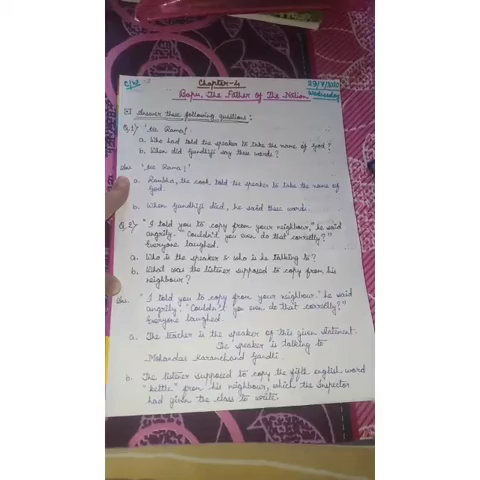 C/W
Chapter-4
29/7/2020
Bapu, The Father Of The Nation
Wednesday
I Answer these following questions:
Q.1) 'He Rama!'
a. Who had told the speaker to take the name of God?
b. When did Gandhiji say these words?
Ans. 'He Rama!'
a. Rambha, the cook told the speaker to take the name of
God.
b. When Gandhiji died, he said these words.
Q.2) "I told you to copy from your neighbour," he said
angrily. "Couldn't you even do that correctly?"
Everyone laughed.
a. Who is the speaker & who is he talking to?
b. What was the listener supposed to copy from his
neighbour?
Ans. "I told you to copy from your neighbour." he said
angrily. "Couldn't you even do that correctly?"
Everyone laughed.
a. The teacher is the speaker of this given statement.
The speaker is talking to
Mohandas Karamchand Gandhi.
b. The listener supposed to copy the fifth english word
"kettle" from his neighbour, which the Inspector
had given the class to write.